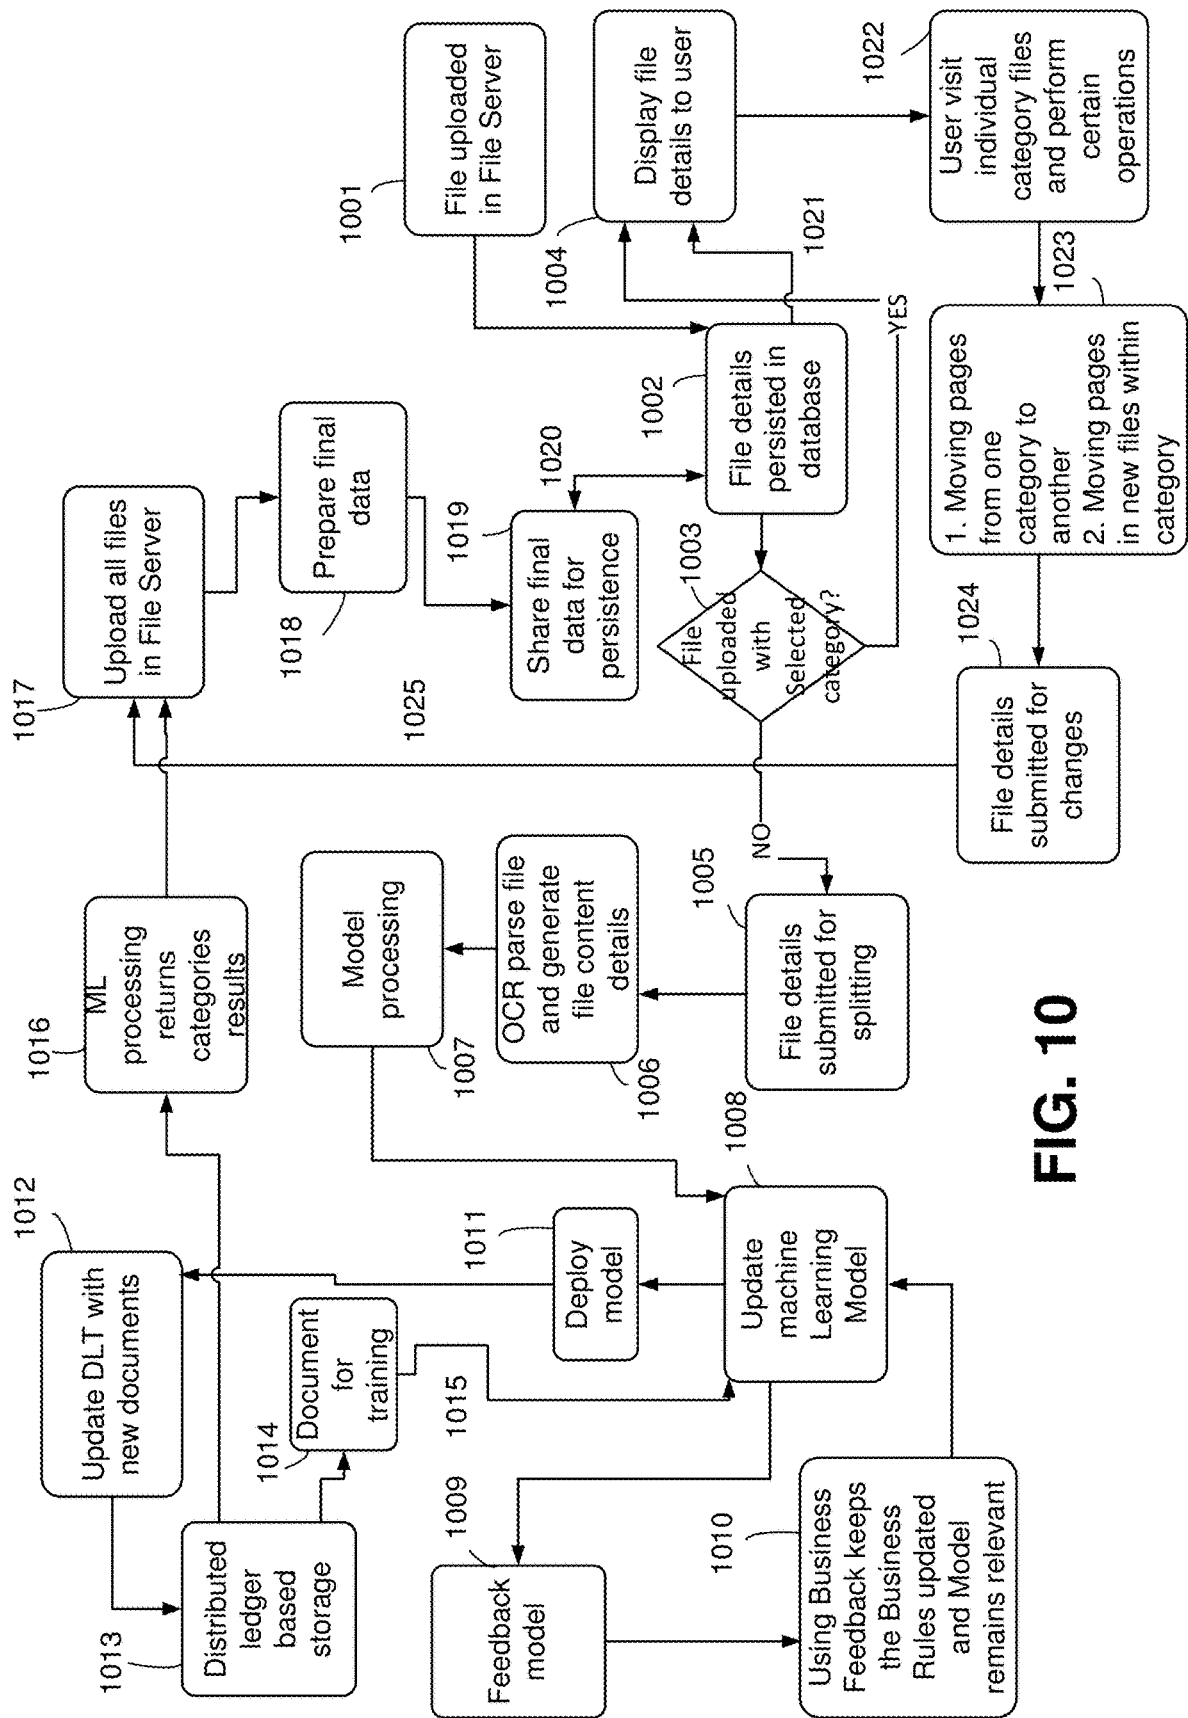 1012
Update DLT with
new documents
1013
Distributed
ledger
based
storage
1014
Document
for
training
1015
1009
Feedback
model
1010
Using Business
Feedback keeps
the Business
Rules updated
and Model
remains relevant
1011
Deploy
model
1008
Update
machine
Learning
Model
1016
ML
processing
returns
categories
results
1007
Model
processing
1006
OCR parse file
and generate
file content
details
1005
File details
submitted for
splitting
NO
1017
Upload all files
in File Server
1018
Prepare final
data
1025
1019
Share final
data for
persistence
1020
1003
File
uploaded
with
Selected
category?
YES
1002
File details
persisted in
database
1001
File uploaded
in File Server
1004
Display file
details to user
1021
1022
User visit
individual
category files
and perform
certain
operations
1023
1. Moving pages
from one
category to
another
2. Moving pages
in new files within
category
1024
File details
submitted for
changes
FIG. 10